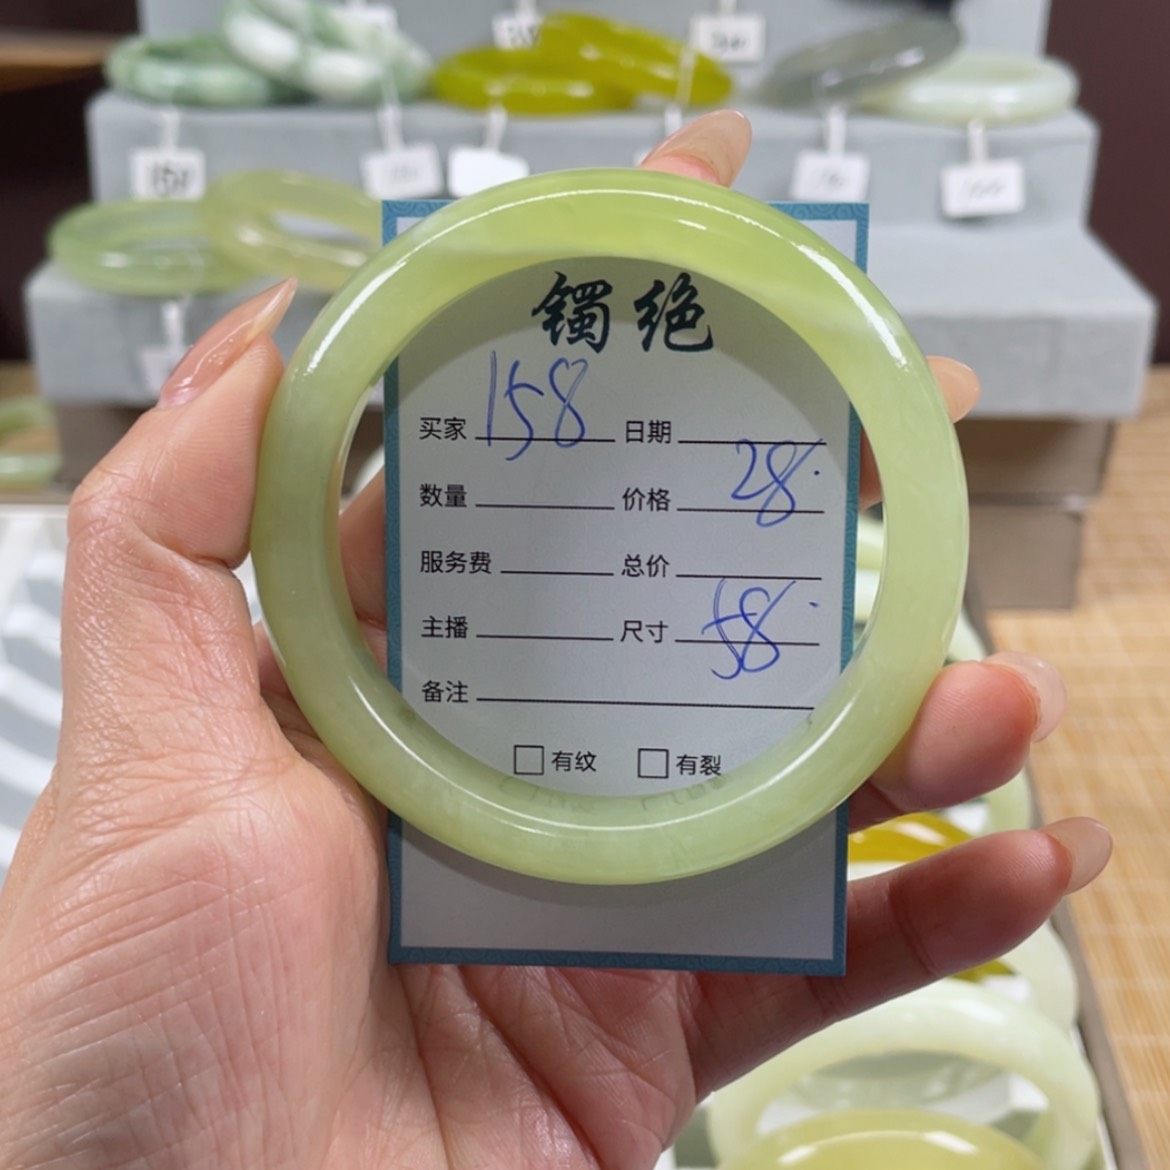 镯绝
买家 158 日期
数量 价格 28.
服务费 总价
主播 尺寸 58.
备注
有纹 有裂